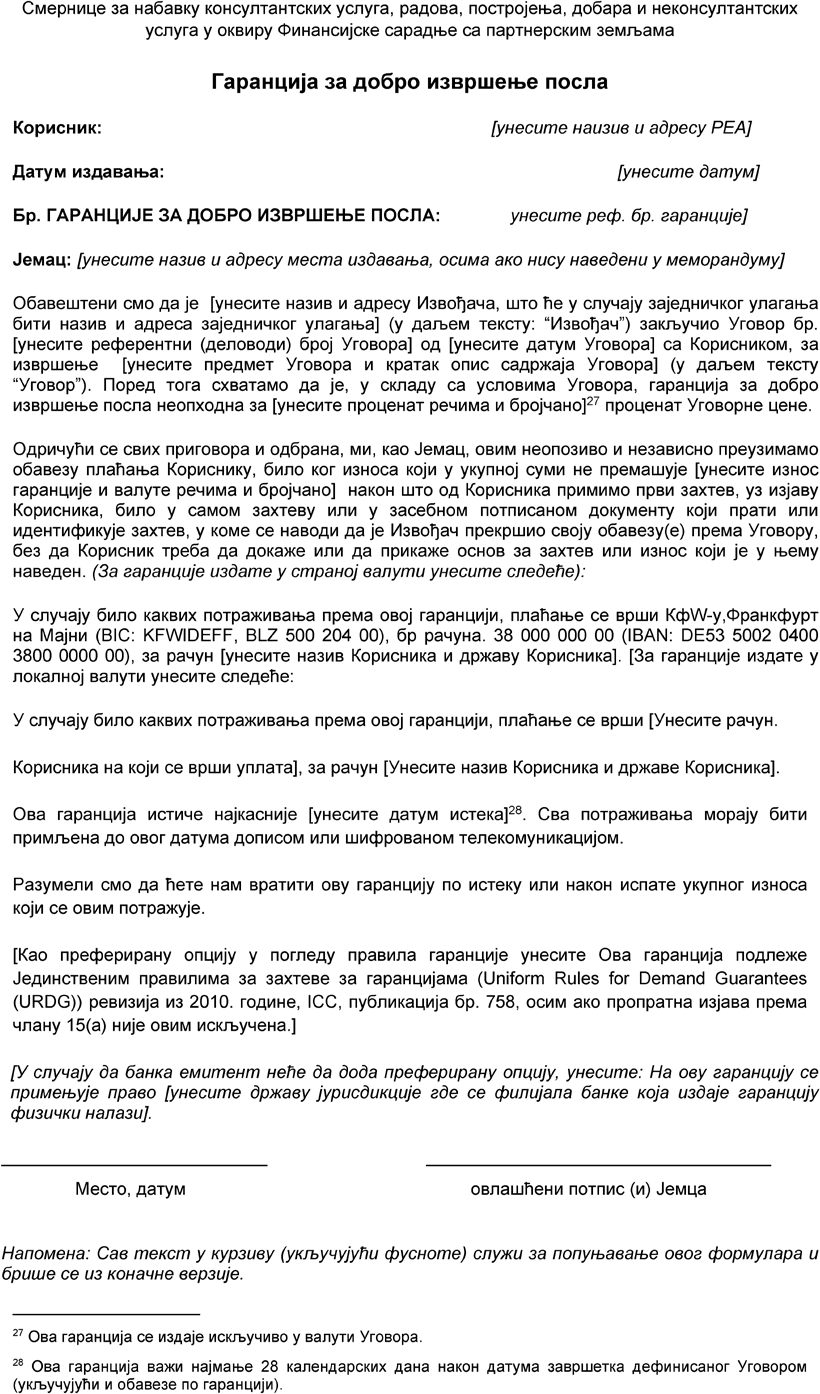 Смернице за набавку консултантских услуга, радова, постројења, добара и неконсултантских
услуга у оквиру Финансијске сарадње са партнерским земљама
Гаранција за добро извршење посла
Корисник: [унесите наизив и адресу РЕА]
Датум издавања: [унесите датум]
Бр. ГАРАНЦИЈЕ ЗА ДОБРО ИЗВРШЕЊЕ ПОСЛА: унесите реф. бр. гаранције]
Јемац: [унесите назив и адресу места издавања, осима ако нису наведени у меморандуму]
Обавештени смо да је [унесите назив и адресу Извођача, што ће у случају заједничког улагања
бити назив и адреса заједничког улагања] (у даљем тексту: “Извођач”) закључио Уговор бр.
[унесите референтни (деловоди) број Уговора] од [унесите датум Уговора] са Корисником, за
извршење [унесите предмет Уговора и кратак опис садржаја Уговора] (у даљем тексту
“Уговор”). Поред тога схватамо да је, у складу са условима Уговора, гаранција за добро
извршење посла неопходна за [унесите проценат речима и бројчано]27 проценат Уговорне цене.
Одричући се свих приговора и одбрана, ми, као Јемац, овим неопозиво и независно преузимамо
обавезу плаћања Кориснику, било ког износа који у укупној суми не премашује [унесите износ
гаранције и валуте речима и бројчано] након што од Корисника примимо први захтев, уз изјаву
Корисника, било у самом захтеву или у засебном потписаном документу који прати или
идентификује захтев, у коме се наводи да је Извођач прекршио своју обавезу(е) према Уговору,
без да Корисник треба да докаже или да прикаже основ за захтев или износ који је у њему
наведен. (За гаранције издате у страној валути унесите следеће):
У случају било каквих потраживања према овој гаранцији, плаћање се врши КфW-у,Франкфурт
на Мајни (BIC: KFWIDEFF, BLZ 500 204 00), бр рачуна. 38 000 000 00 (IBAN: DE53 5002 0400
3800 0000 00), за рачун [унесите назив Корисника и државу Корисника]. [За гаранције издате у
локалној валути унесите следеће:
У случају било каквих потраживања према овој гаранцији, плаћање се врши [Унесите рачун.
Корисника на који се врши уплата], за рачун [Унесите назив Корисника и државе Корисника].
Ова гаранција истиче најкасније [унесите датум истека]28. Сва потраживања морају бити
примљена до овог датума дописом или шифрованом телекомуникацијом.
Разумели смо да ћете нам вратити ову гаранцију по истеку или након испате укупног износа
који се овим потражује.
[Као преферирану опцију у погледу правила гаранције унесите Ова гаранција подлеже
Јединственим правилима за захтеве за гаранцијама (Uniform Rules for Demand Guarantees
(URDG)) ревизија из 2010. године, ICC, публикација бр. 758, осим ако пропратна изјава према
члану 15(а) није овим искључена.]
[У случају да банка емитент неће да дода преферирану опцију, унесите: На ову гаранцију се
примењује право [унесите државу јурисдикције где се филијала банке која издаје гаранцију
физички налази].
Место, датум овлашћени потпис (и) Јемца
Напомена: Сав текст у курзиву (укључујући фусноте) служи за попуњавање овог формулара и
брише се из коначне верзије.
27 Ова гаранција се издаје искључиво у валути Уговора.
28 Ова гаранција важи најмање 28 календарских дана након датума завршетка дефинисаног Уговором
(укључујући и обавезе по гаранцији).